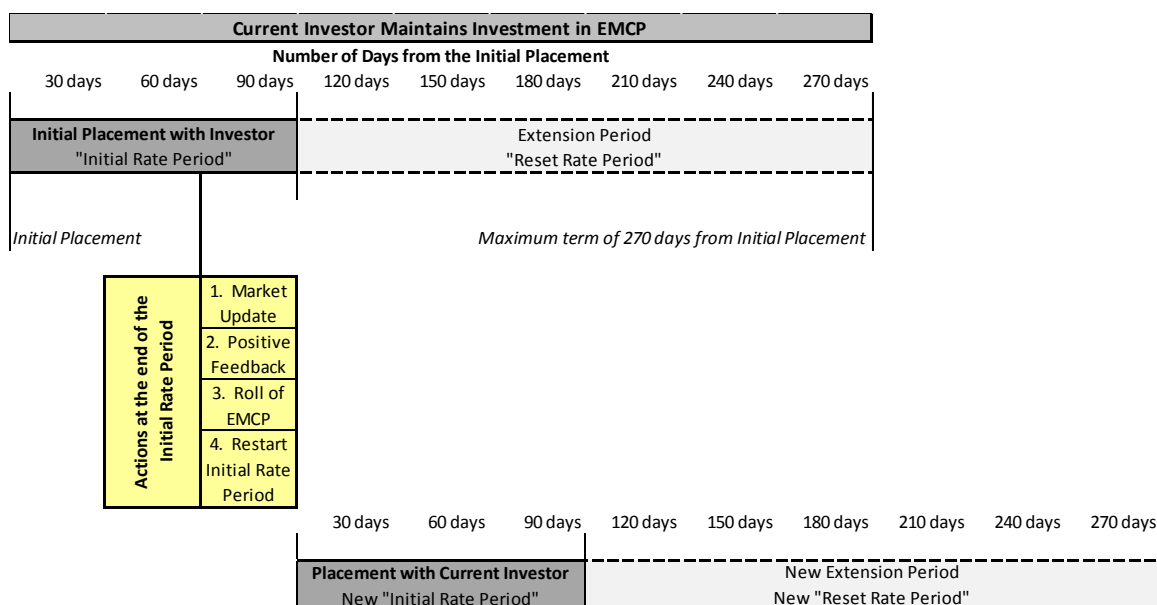 Current Investor Maintains Investment in EMCP
Number of Days from the Initial Placement
30 days 60 days 90 days 120 days 150 days 180 days 210 days 240 days 270 days
Initial Placement with Investor
"Initial Rate Period"
Extension Period
"Reset Rate Period"
Initial Placement
Maximum term of 270 days from Initial Placement
Actions at the end of the
Initial Rate Period
1. Market
Update
2. Positive
Feedback
3. Roll of
EMCP
4. Restart
Initial Rate
Period
30 days 60 days 90 days 120 days 150 days 180 days 210 days 240 days 270 days
Placement with Current Investor
New "Initial Rate Period"
New Extension Period
New "Reset Rate Period"